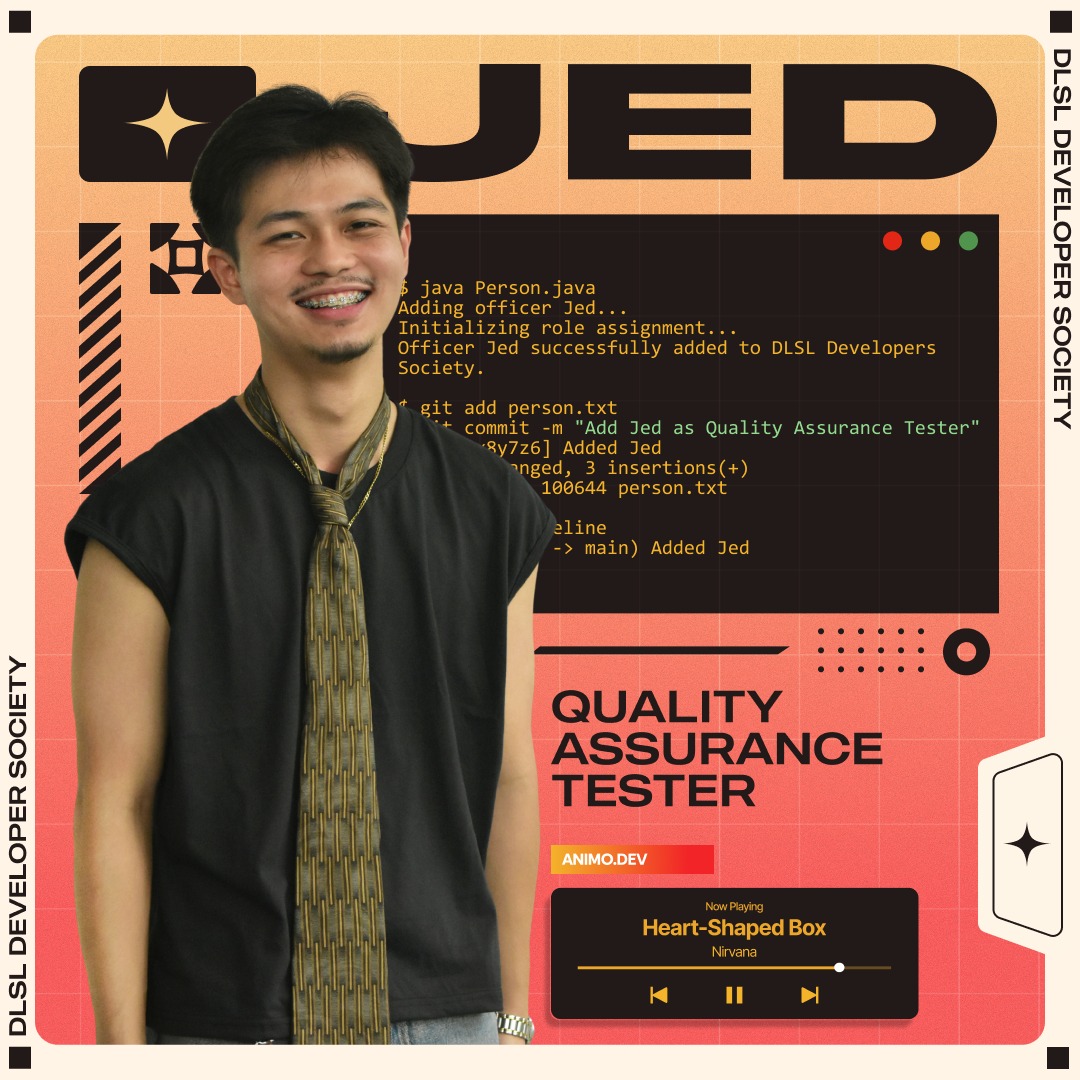 JED
DLSL DEVELOPER SOCIETY
$ java Person.java
Adding officer Jed...
Initializing role assignment...
Officer Jed successfully added to DLSL Developers
Society.
$ git add person.txt
commit -m "Add Jed as Quality Assurance Tester"
Added Jed
3 insertions(+)
100644 person.txt
-> main) Added Jed
QUALITY
ASSURANCE
TESTER
ANIMO.DEV
Now Playing
Heart-Shaped Box
Nirvana
DLSL DEVELOPER SOCIETY